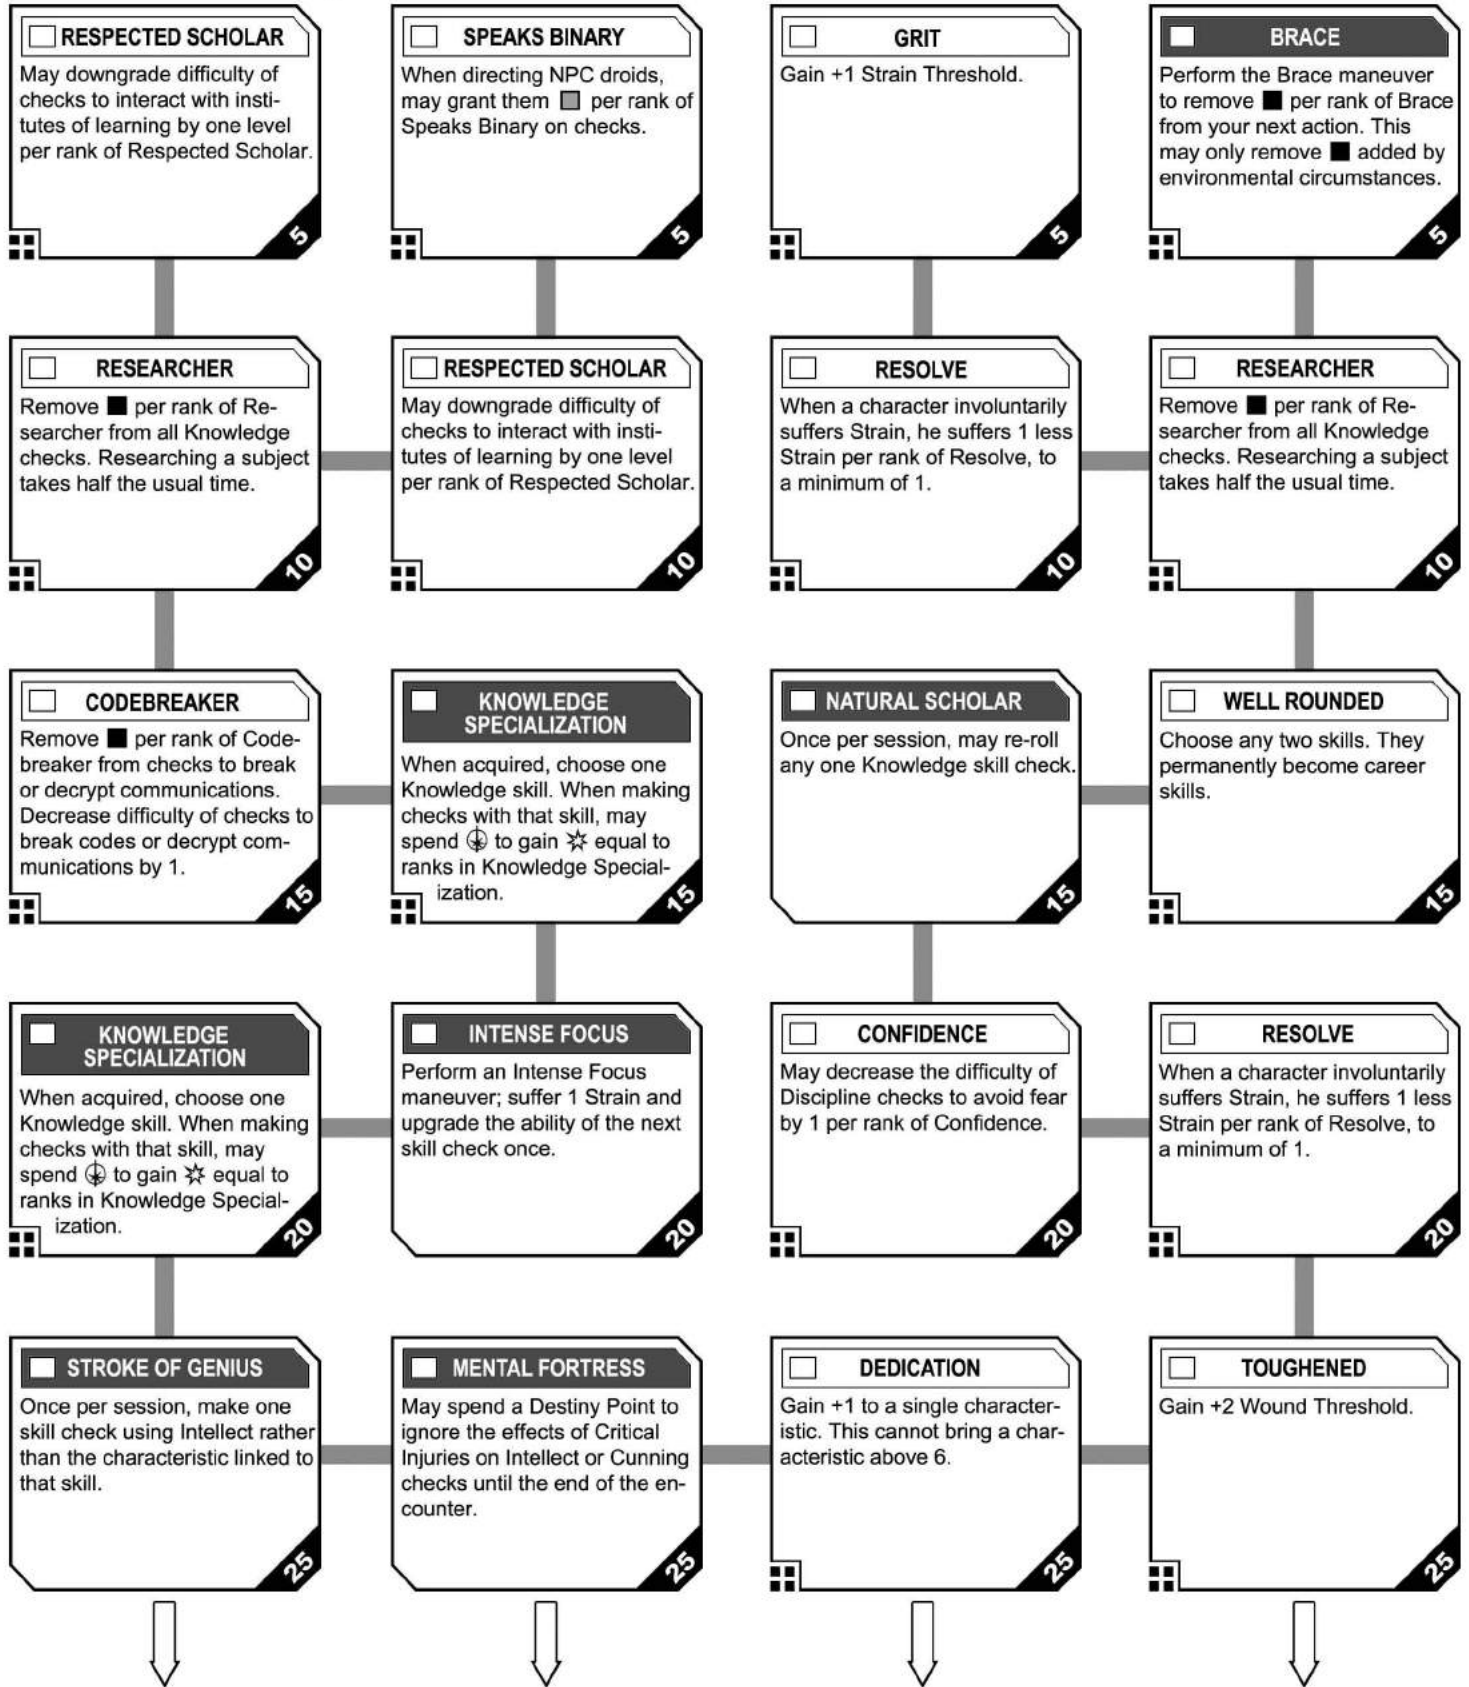 RESPECTED SCHOLAR
May downgrade difficulty of
checks to interact with insti-
tutes of learning by one level
per rank of Respected Scholar.
5
SPEAKS BINARY
When directing NPC droids,
may grant them per rank of
Speaks Binary on checks.
5
GRIT
Gain +1 Strain Threshold.
5
BRACE
Perform the Brace maneuver
to remove ■ per rank of Brace
from your next action. This
may only remove ■ added by
environmental circumstances.
5
RESEARCHER
Remove ■ per rank of Re-
searcher from all Knowledge
checks. Researching a subject
takes half the usual time.
10
RESPECTED SCHOLAR
May downgrade difficulty of
checks to interact with insti-
tutes of learning by one level
per rank of Respected Scholar.
10
RESOLVE
When a character involuntarily
suffers Strain, he suffers 1 less
Strain per rank of Resolve, to
a minimum of 1.
10
RESEARCHER
Remove ■ per rank of Re-
searcher from all Knowledge
checks. Researching a subject
takes half the usual time.
10
CODEBREAKER
Remove ■ per rank of Code-
breaker from checks to break
or decrypt communications.
Decrease difficulty of checks to
break codes or decrypt com-
munications by 1.
15
KNOWLEDGE
SPECIALIZATION
When acquired, choose one
Knowledge skill. When making
checks with that skill, may
spend to gain equal to
ranks in Knowledge Special-
ization.
15
NATURAL SCHOLAR
Once per session, may re-roll
any one Knowledge skill check.
15
WELL ROUNDED
Choose any two skills. They
permanently become career
skills.
15
KNOWLEDGE
SPECIALIZATION
When acquired, choose one
Knowledge skill. When making
checks with that skill, may
spend to gain equal to
ranks in Knowledge Special-
ization.
20
INTENSE FOCUS
Perform an Intense Focus
maneuver; suffer 1 Strain and
upgrade the ability of the next
skill check once.
20
CONFIDENCE
May decrease the difficulty of
Discipline checks to avoid fear
by 1 per rank of Confidence.
20
RESOLVE
When a character involuntarily
suffers Strain, he suffers 1 less
Strain per rank of Resolve, to
a minimum of 1.
20
STROKE OF GENIUS
Once per session, make one
skill check using Intellect rather
than the characteristic linked to
that skill.
25
MENTAL FORTRESS
May spend a Destiny Point to
ignore the effects of Critical
Injuries on Intellect or Cunning
checks until the end of the en-
counter.
25
DEDICATION
Gain +1 to a single character-
istic. This cannot bring a char-
acteristic above 6.
25
TOUGHENED
Gain +2 Wound Threshold.
25